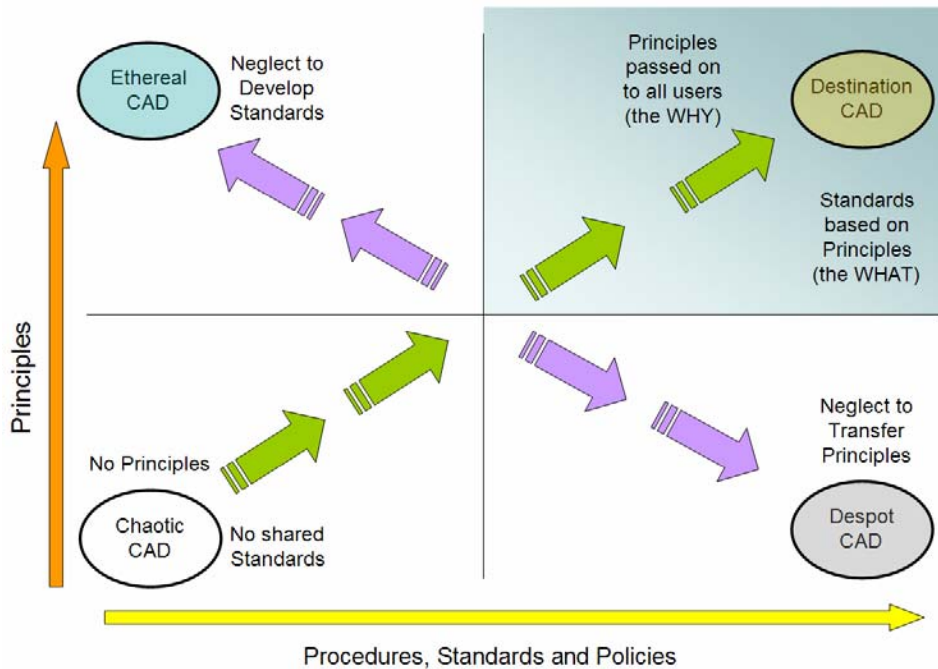 Ethereal
CAD
Neglect to
Develop
Standards
Principles
passed on
to all users
(the WHY)
Destination
CAD
Standards
based on
Principles
(the WHAT)
Principles
No Principles
Chaotic
CAD
No shared
Standards
Neglect to
Transfer
Principles
Despot
CAD
Procedures, Standards and Policies